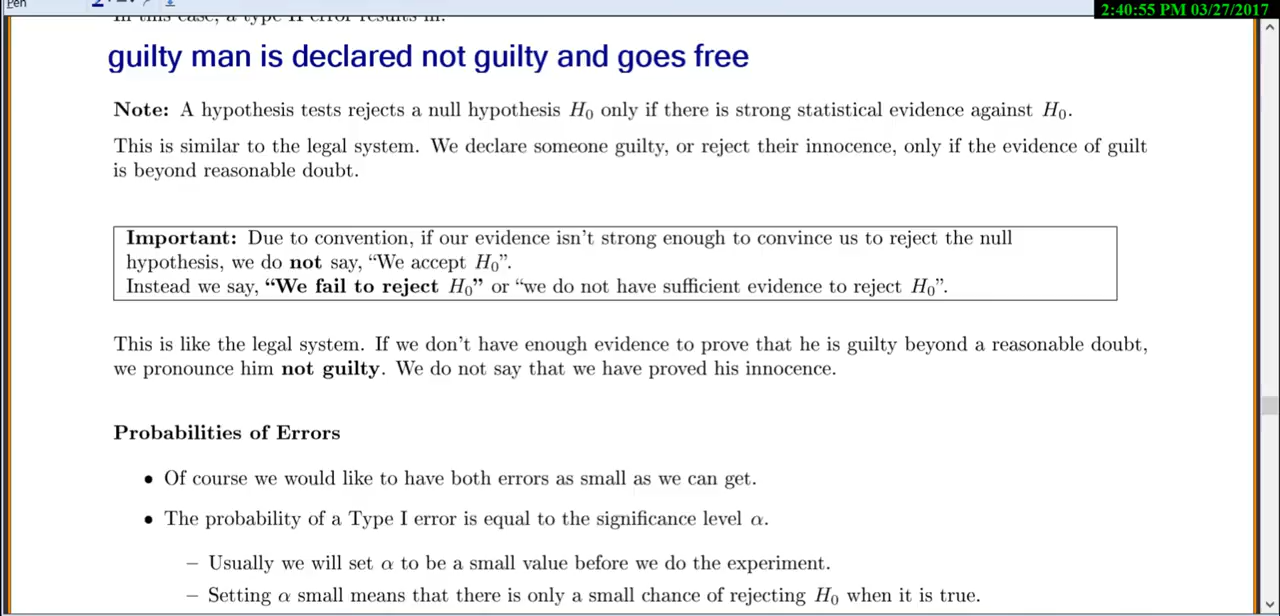 Pen
2:40:55 PM 03/27/2017
In this case, a type II error results in:
guilty man is declared not guilty and goes free
Note: A hypothesis tests rejects a null hypothesis H₀ only if there is strong statistical evidence against H₀.
This is similar to the legal system. We declare someone guilty, or reject their innocence, only if the evidence of guilt
is beyond reasonable doubt.
Important: Due to convention, if our evidence isn't strong enough to convince us to reject the null
hypothesis, we do not say, “We accept H₀”.
Instead we say, “We fail to reject H₀” or “we do not have sufficient evidence to reject H₀”.
This is like the legal system. If we don't have enough evidence to prove that he is guilty beyond a reasonable doubt,
we pronounce him not guilty. We do not say that we have proved his innocence.
Probabilities of Errors
• Of course we would like to have both errors as small as we can get.
• The probability of a Type I error is equal to the significance level α.
– Usually we will set α to be a small value before we do the experiment.
– Setting α small means that there is only a small chance of rejecting H₀ when it is true.